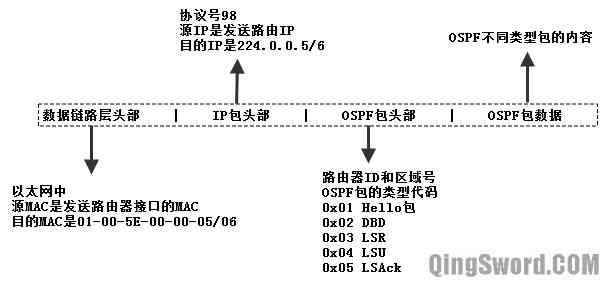 协议号98
源IP是发送路由IP
目的IP是224.0.0.5/6
OSPF不同类型包的内容
数据链路层头部 | IP包头部 | OSPF包头部 | OSPF包数据
以太网中
源MAC是发送路由器接口的MAC
目的MAC是01-00-5E-00-00-05/06
路由器ID和区域号
OSPF包的类型代码
0x01 Hello包
0x02 DBD
0x03 LSR
0x04 LSU
0x05 LSAck
QingSword.COM